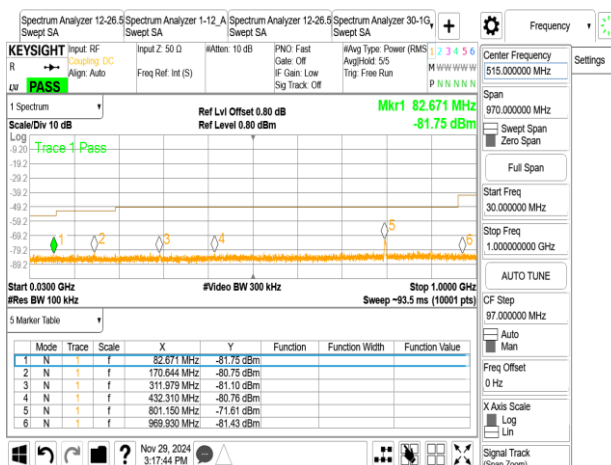 Spectrum Analyzer 12-26.5 Spectrum Analyzer 1-12_A Spectrum Analyzer 12-26.5 Spectrum Analyzer 30-1G
Swept SA Swept SA Swept SA Swept SA
+
Frequency
KEYSIGHT Input: RF Input Z: 50 Ω #Atten: 10 dB PNO: Fast #Avg Type: Power (RMS 1 2 3 4 5 6
R Coupling: DC Gate: Off Avg|Hold: 5/5 M W W W W W
Align: Auto Freq Ref: Int (S) IF Gain: Low Trig: Free Run
LXI PASS Sig Track: Off P N N N N N
Center Frequency
515.000000 MHz
Settings
1 Spectrum
Ref Lvl Offset 0.80 dB
Mkr1 82.671 MHz
Scale/Div 10 dB Ref Level 0.80 dBm -81.75 dBm
Span
970.000000 MHz
Swept Span
Zero Span
Log
Trace 1 Pass
-9.20
-19.2
-29.2
-39.2
-49.2
-59.2
-69.2
-79.2
-89.2
1 2 3 4 5 6
Full Span
Start Freq
30.000000 MHz
Stop Freq
1.000000000 GHz
AUTO TUNE
Start 0.0300 GHz #Video BW 300 kHz Stop 1.0000 GHz
#Res BW 100 kHz Sweep ~93.5 ms (10001 pts)
CF Step
97.000000 MHz
Auto
Man
5 Marker Table
Mode Trace Scale X Y Function Function Width Function Value
1 N 1 f 82.671 MHz -81.75 dBm
2 N 1 f 170.644 MHz -80.75 dBm
3 N 1 f 311.979 MHz -81.10 dBm
4 N 1 f 432.310 MHz -80.76 dBm
5 N 1 f 801.150 MHz -71.61 dBm
6 N 1 f 969.930 MHz -81.46 dBm
Freq Offset
0 Hz
X Axis Scale
Log
Lin
Signal Track
(Span Zoom)
?
Nov 29, 2024
3:17:44 PM